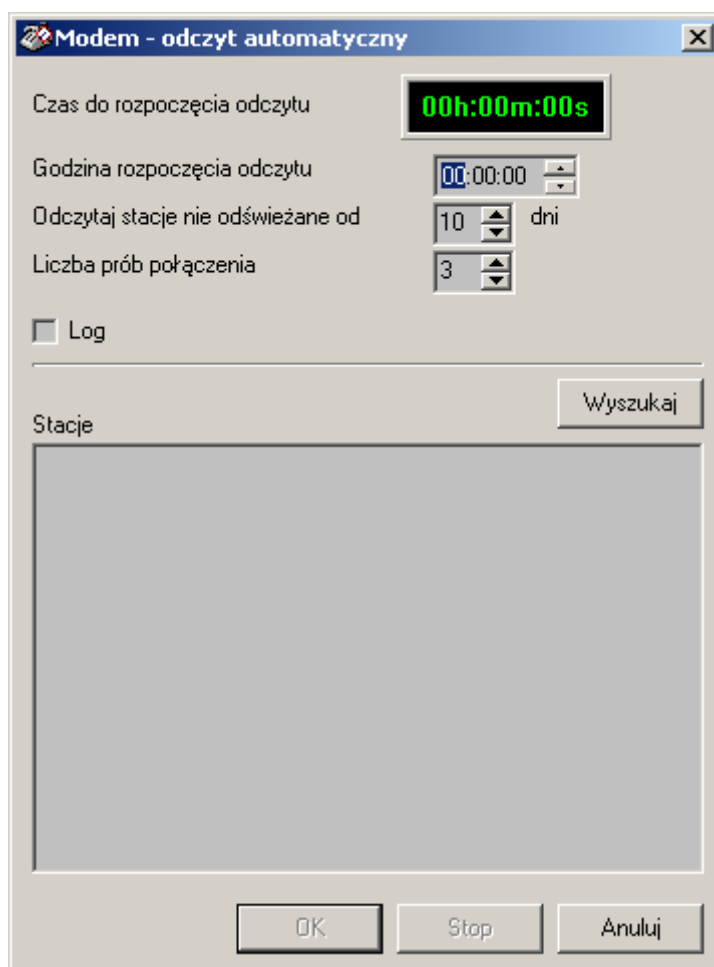 Modem - odczyt automatyczny
Czas do rozpoczęcia odczytu 00h:00m:00s
Godzina rozpoczęcia odczytu 00:00:00
Odczytaj stacje nie odświeżane od 10 dni
Liczba prób połączenia 3
Log
Wyszukaj
Stacje
OK Stop Anuluj